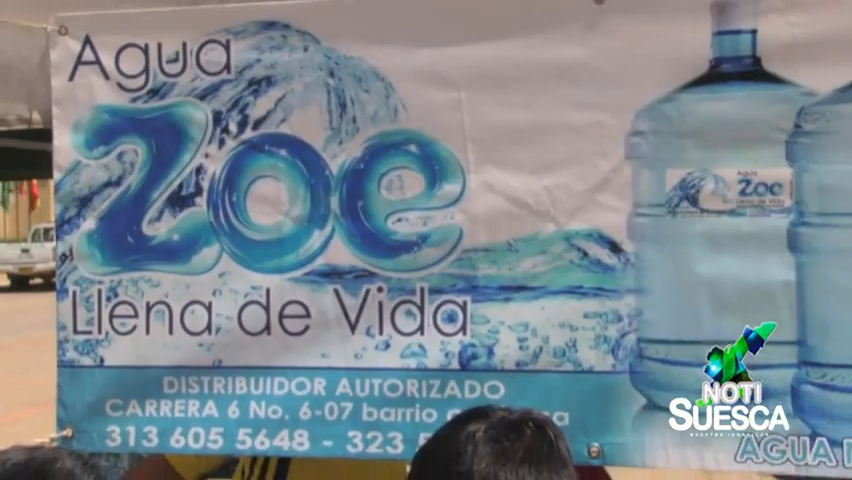 Agua
Zoe
Llena de Vida
DISTRIBUIDOR AUTORIZADO
CARRERA 6 No. 6-07 barrio
313 605 5648 - 323
Agua
Zoe
Llena de Vida
NOTI
SUESCA
AGUA